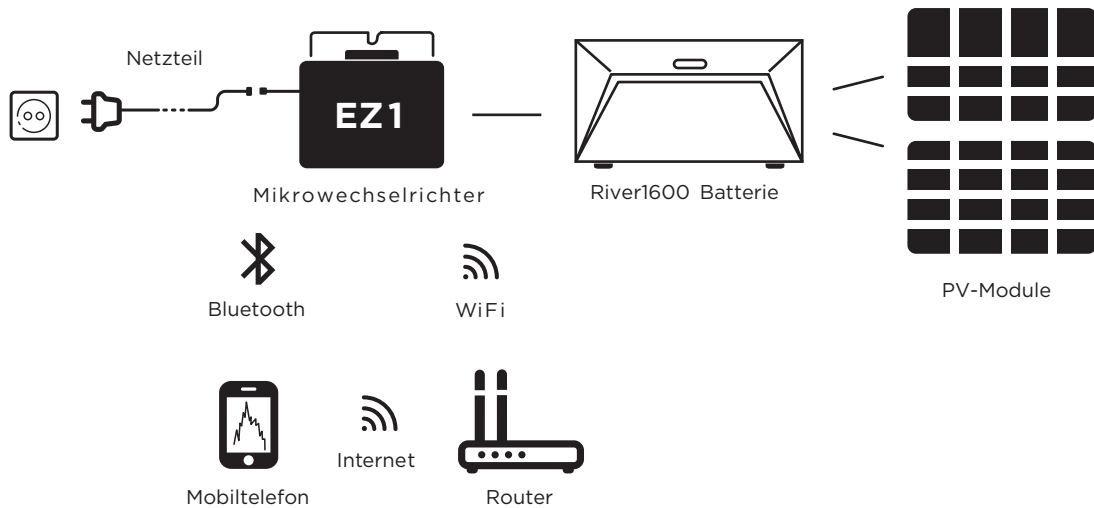 Netzteil
EZ1
Mikrowechselrichter
River1600 Batterie
PV-Module
Bluetooth
WiFi
Internet
Mobiltelefon
Router